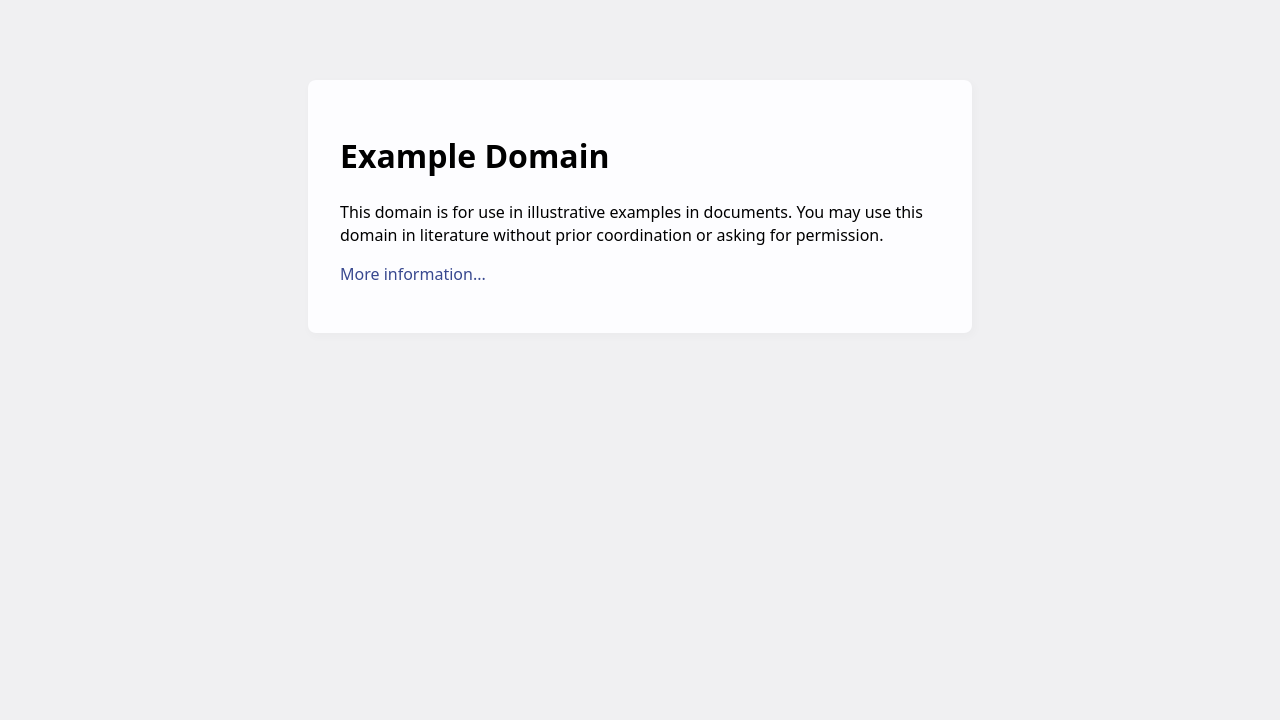 Example Domain
This domain is for use in illustrative examples in documents. You may use this
domain in literature without prior coordination or asking for permission.
More information...